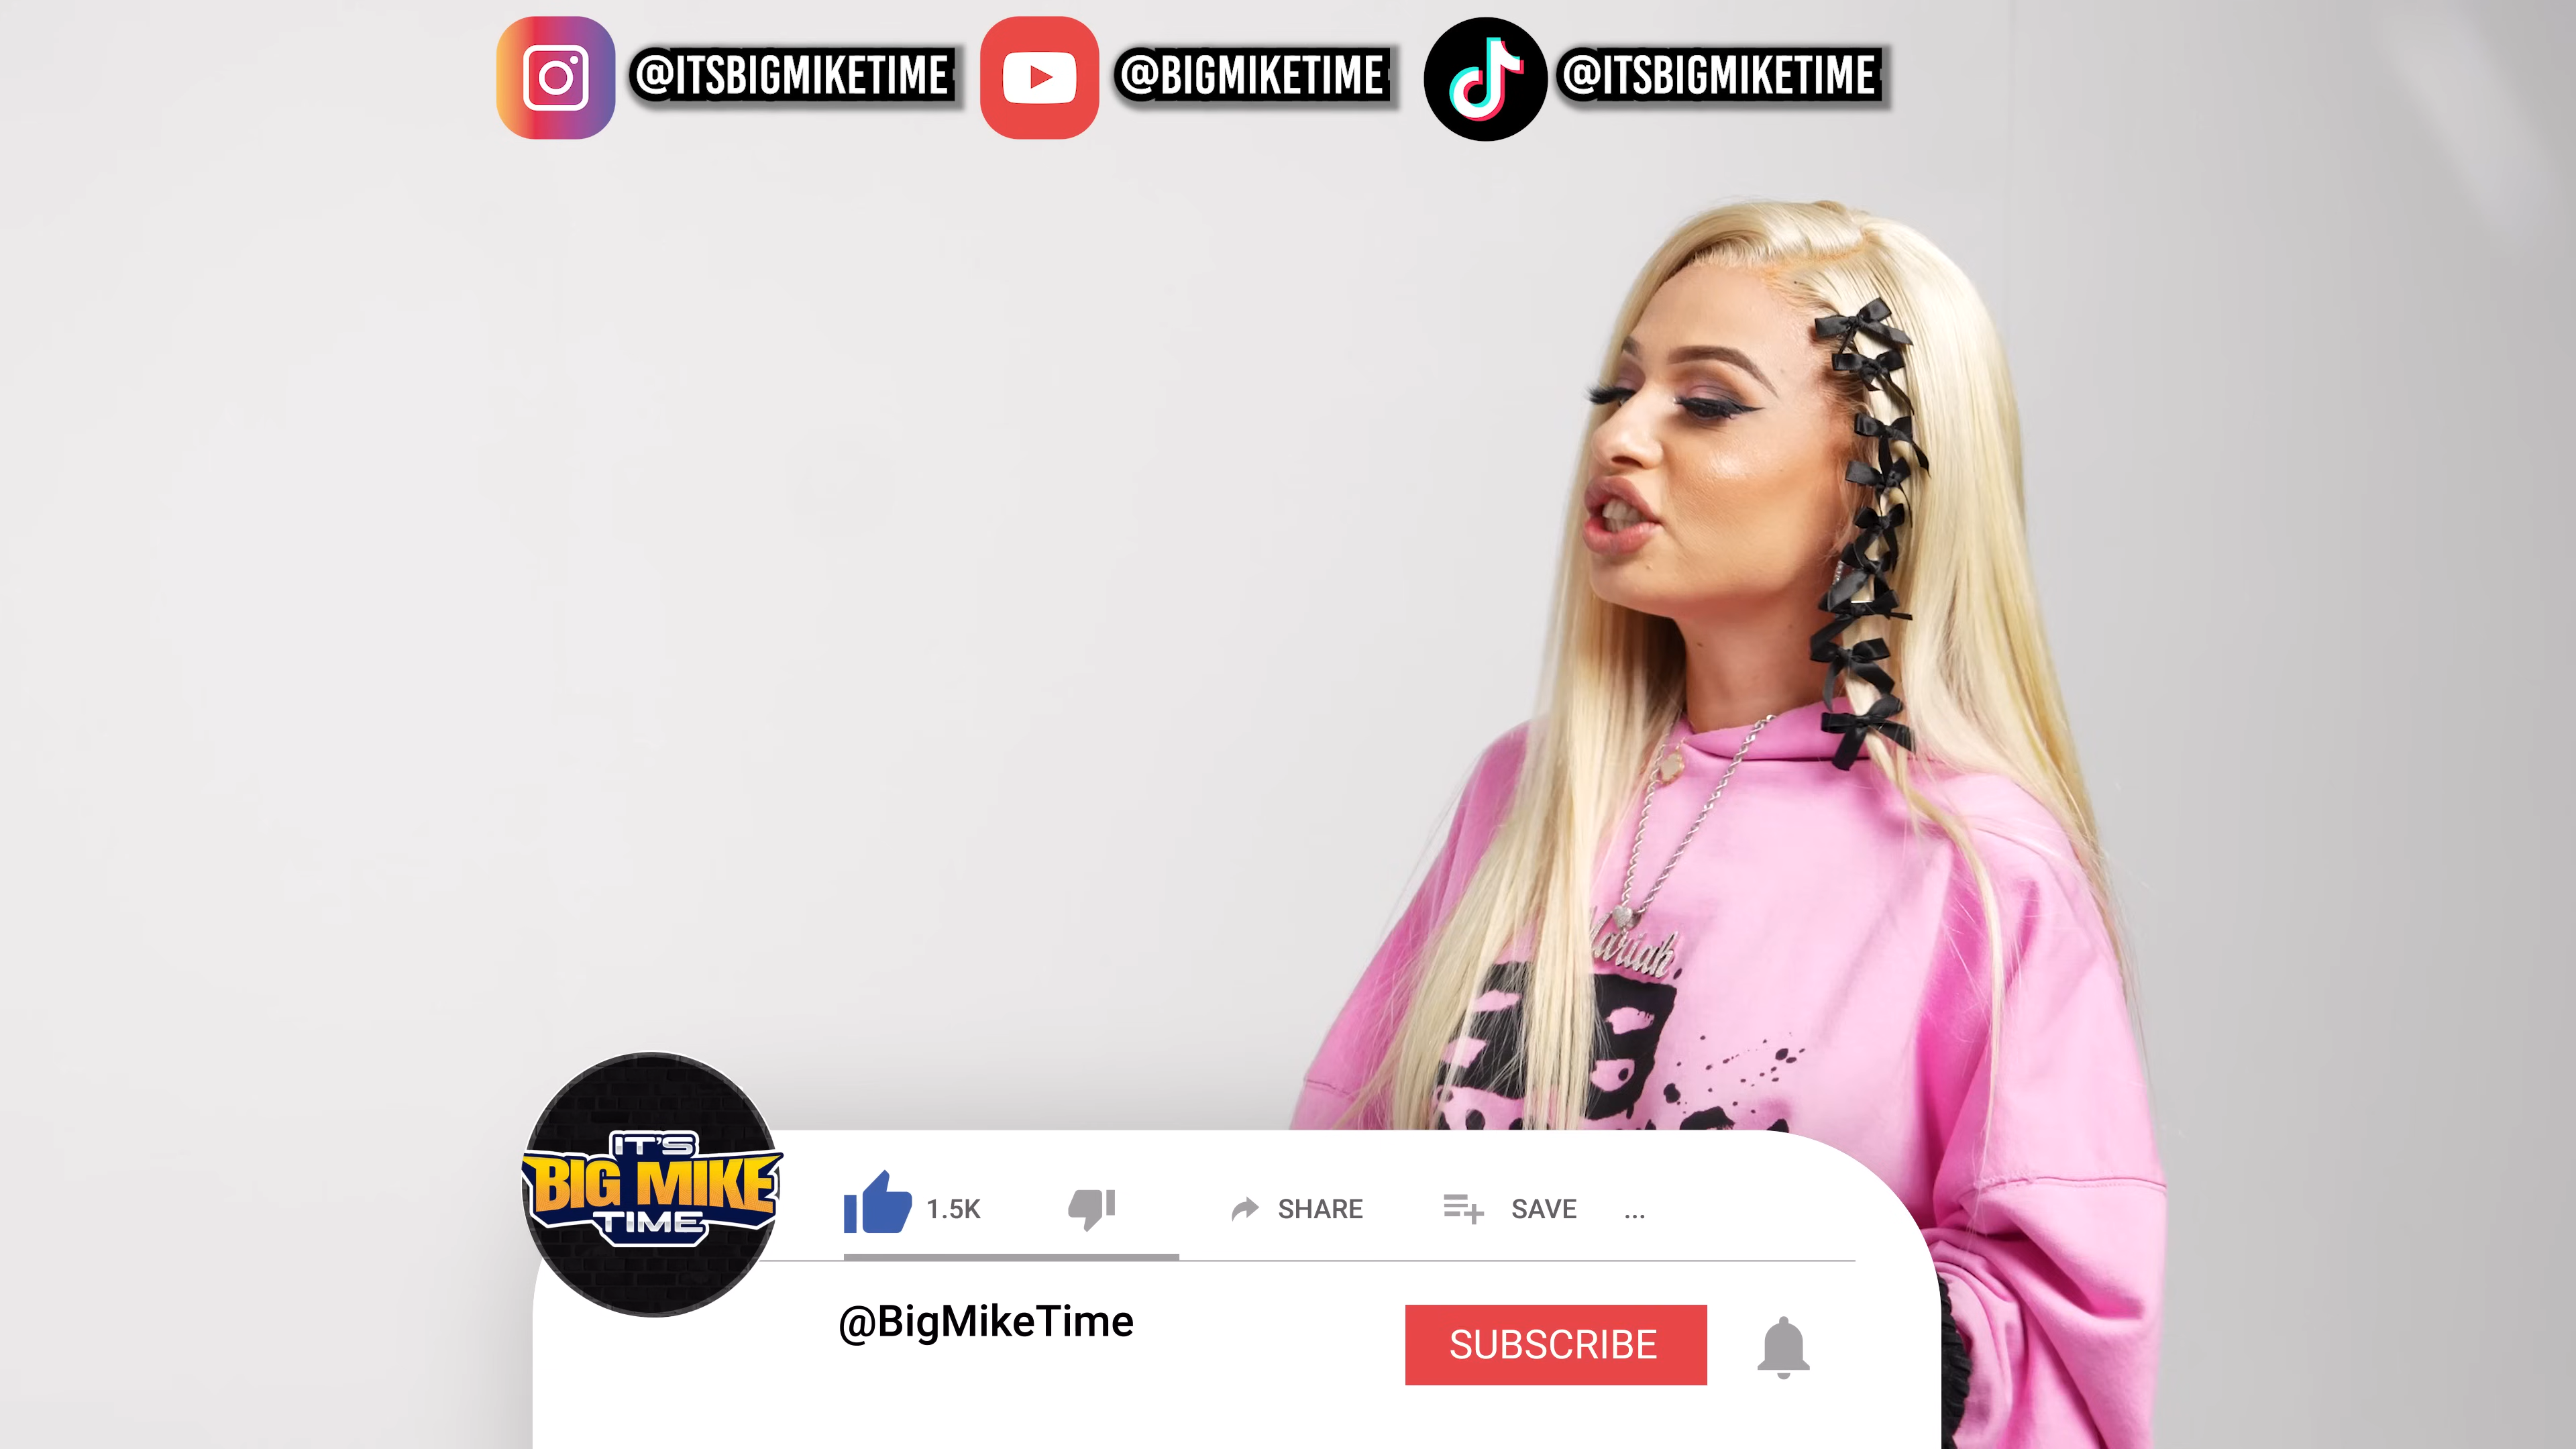 @ITSBIGMIKETIME
@BIGMIKETIME
@ITSBIGMIKETIME
IT'S
BIG MIKE
TIME
1.5K
SHARE
SAVE
...
@BigMikeTime
SUBSCRIBE